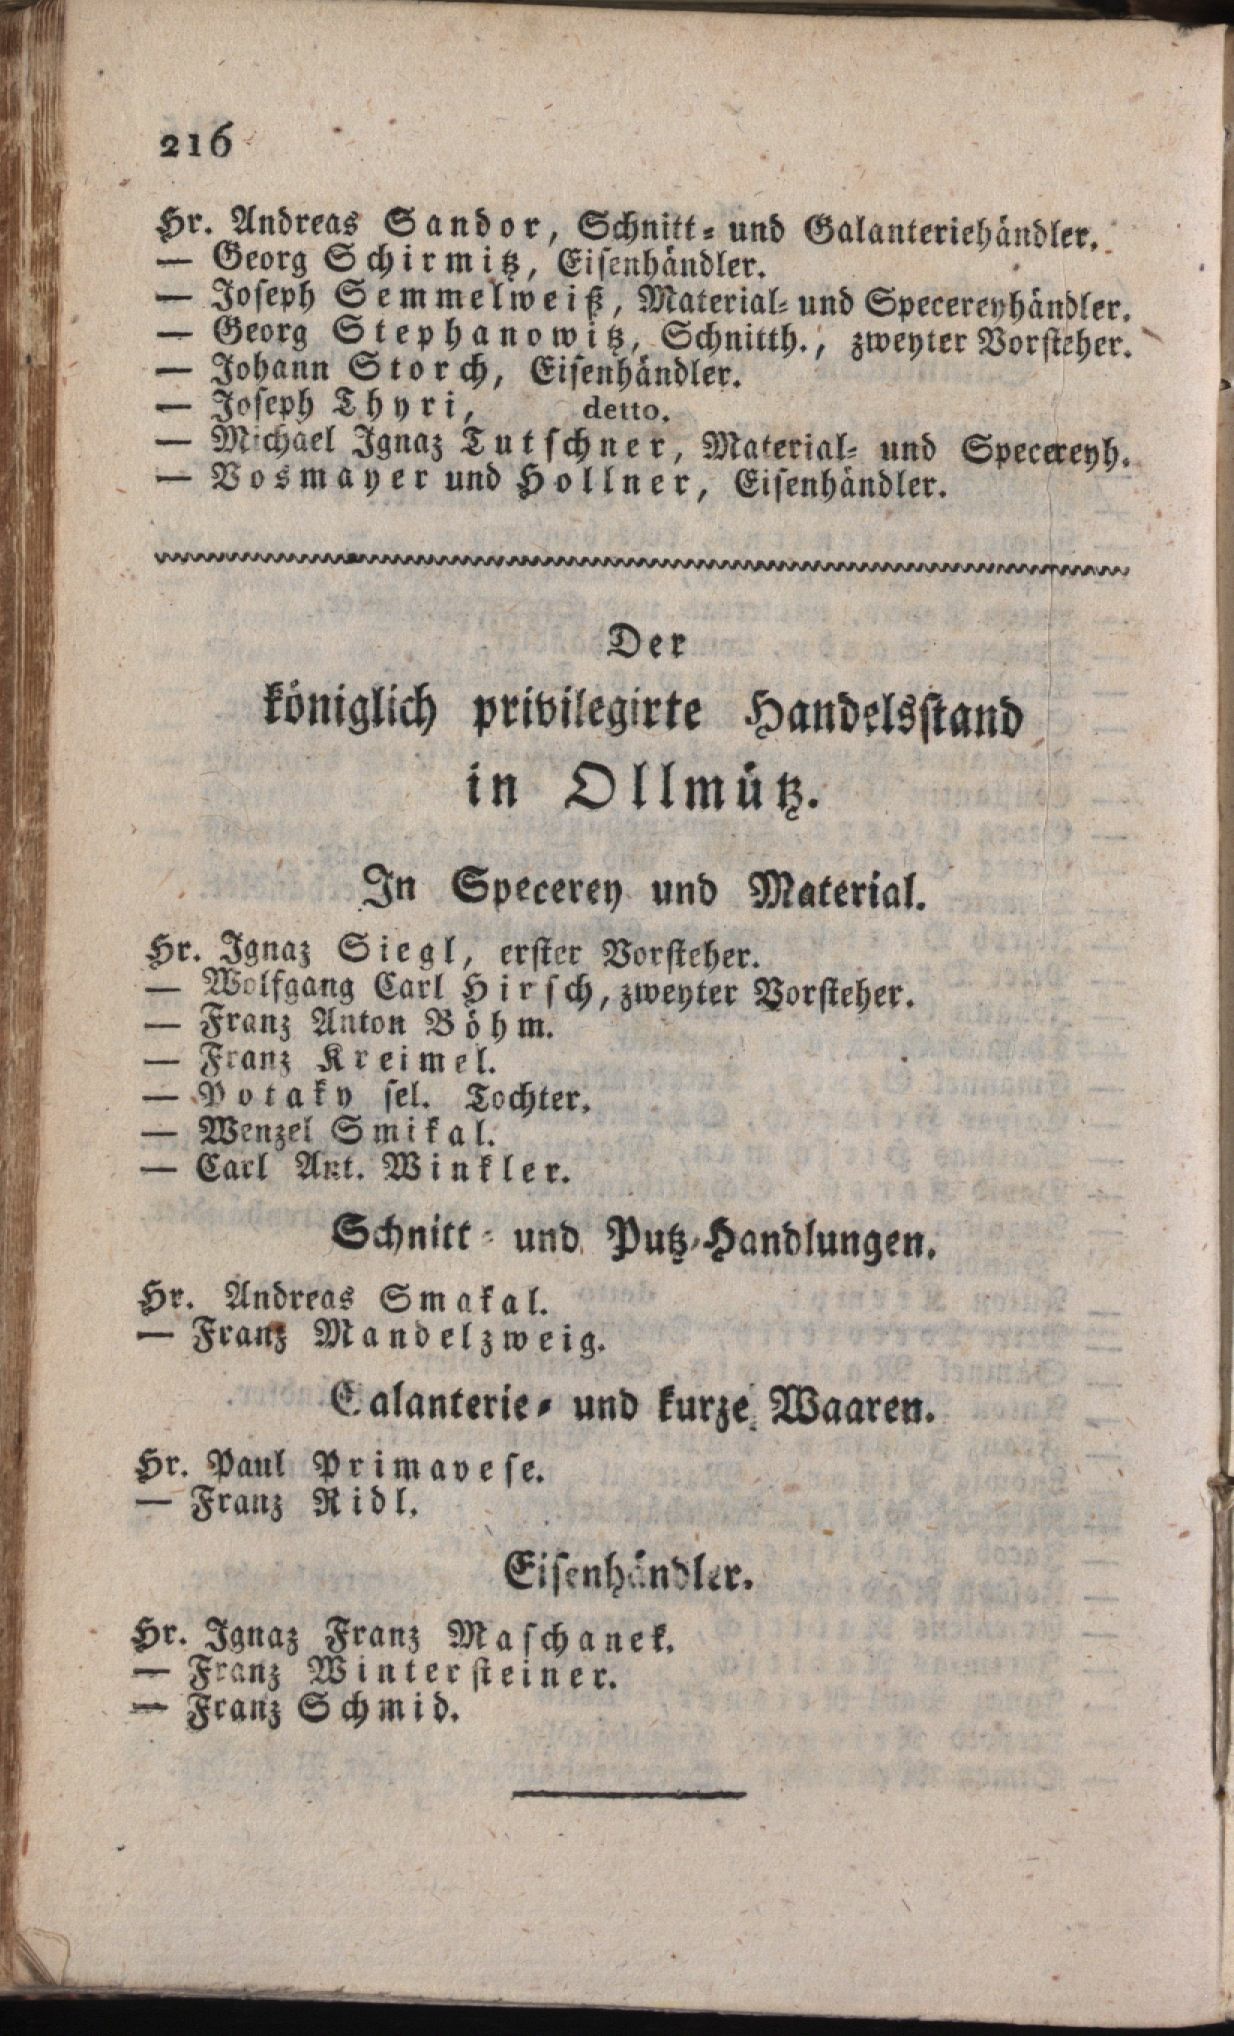 216
Hr. Andreas Sandor, Schnitt- und Galanteriehändler.
— Georg Schirmitz, Eisenhändler.
— Joseph Semmelweiß, Material- und Specereyhändler.
— Georg Stephanowitz, Schnitth., zweyter Vorsteher.
— Johann Storch, Eisenhändler.
— Joseph Thyri, detto.
— Michael Ignaz Tutschner, Material- und Specereyh.
— Vosmayer und Hollner, Eisenhändler.
Der
königlich privilegirte Handelsstand
in Ollmütz.
In Specerey und Material.
Hr. Ignaz Siegl, erster Vorsteher.
— Wolfgang Carl Hirsch, zweyter Vorsteher.
— Franz Anton Böhm.
— Franz Kreimel.
— Potaky sel. Tochter.
— Wenzel Smikal.
— Carl Ant. Winkler.
Schnitt- und Putz-Handlungen.
Hr. Andreas Smakal.
— Franz Mandelzweig.
Galanterie- und kurze Waaren.
Hr. Paul Primavese.
— Franz Ridl.
Eisenhändler.
Hr. Ignaz Franz Maschanek.
— Franz Wintersteiner.
— Franz Schmid.